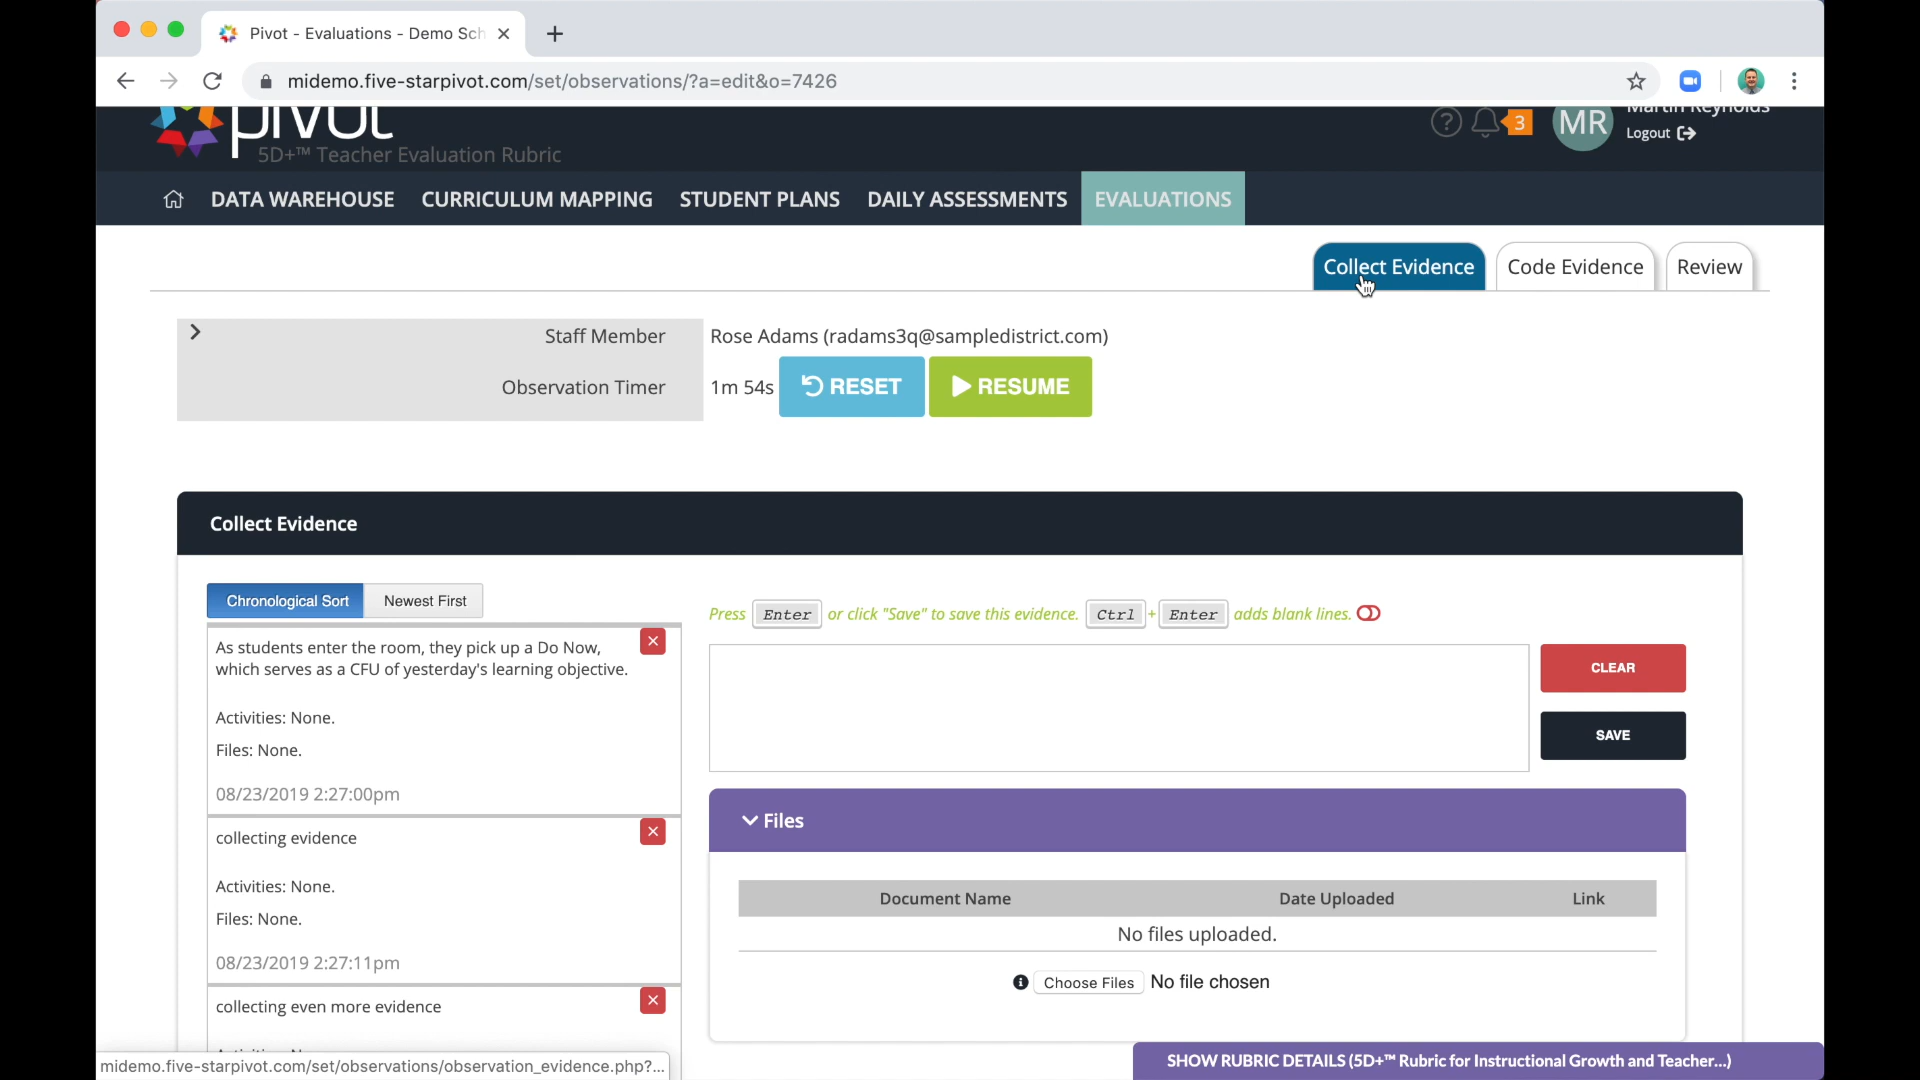 Pivot - Evaluations - Demo Sch
midemo.five-starpivot.com/set/observations/?a=edit&o=7426
pivot
5D+™ Teacher Evaluation Rubric
3
MR
Martin Reynolds
Logout
DATA WAREHOUSE CURRICULUM MAPPING STUDENT PLANS DAILY ASSESSMENTS EVALUATIONS
Collect Evidence Code Evidence Review
Staff Member Rose Adams (radams3q@sampledistrict.com)
Observation Timer 1m 54s RESET RESUME
Collect Evidence
Chronological Sort Newest First
Press Enter or click "Save" to save this evidence. Ctrl + Enter adds blank lines.
As students enter the room, they pick up a Do Now,
which serves as a CFU of yesterday's learning objective.
Activities: None.
Files: None.
08/23/2019 2:27:00pm
collecting evidence
Activities: None.
Files: None.
08/23/2019 2:27:11pm
collecting even more evidence
CLEAR
SAVE
Files
Document Name Date Uploaded Link
No files uploaded.
Choose Files No file chosen
midemo.five-starpivot.com/set/observations/observation_evidence.php?...
SHOW RUBRIC DETAILS (5D+™ Rubric for Instructional Growth and Teacher...)